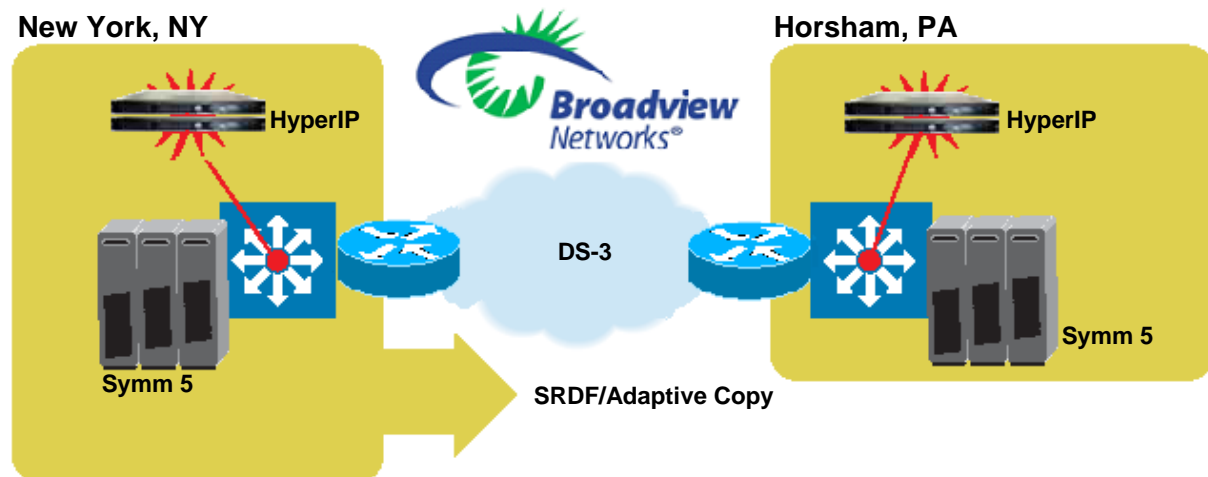 New York, NY
Horsham, PA
Broadview
Networks®
HyperIP
HyperIP
DS-3
Symm 5
Symm 5
SRDF/Adaptive Copy